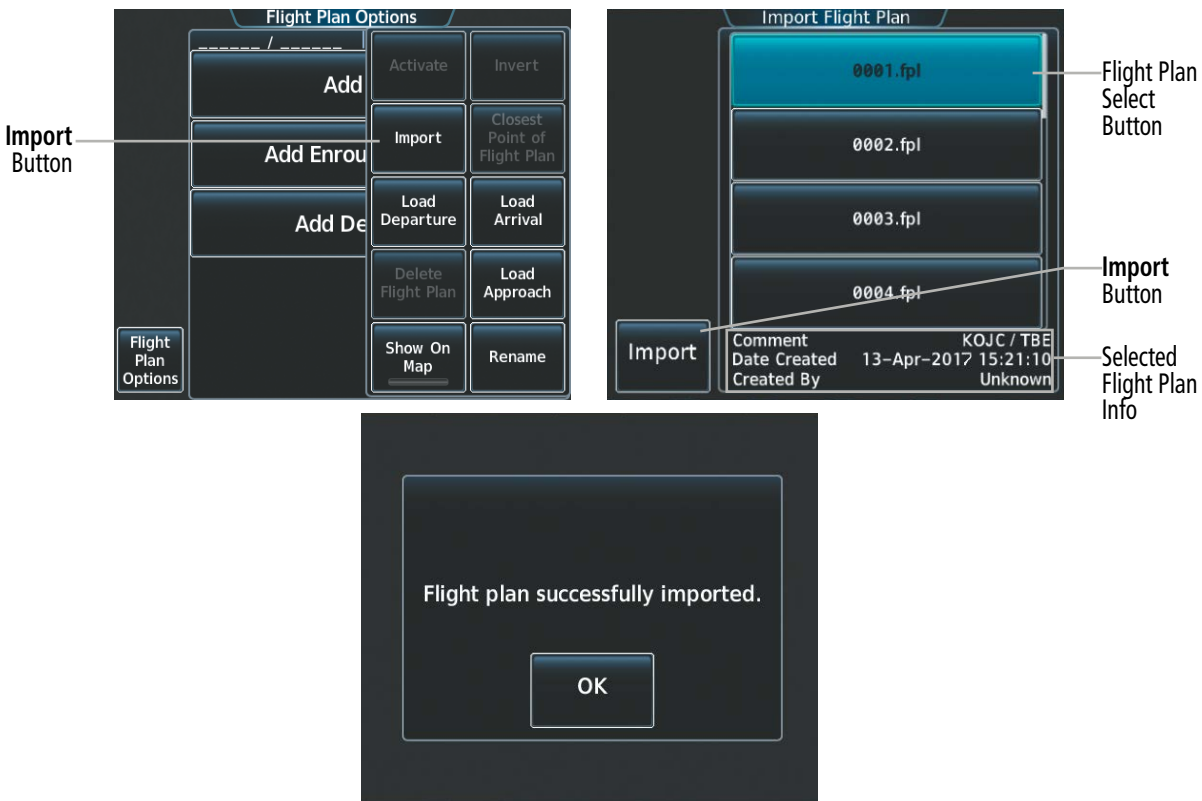 Flight Plan Options
______ / ______
Add
Add Enrou
Add De
Activate
Invert
Import
Closest
Point of
Flight Plan
Load
Departure
Load
Arrival
Delete
Flight Plan
Load
Approach
Show On
Map
Rename
Flight
Plan
Options
Import
Button
Import Flight Plan
0001.fpl
0002.fpl
0003.fpl
0004.fpl
Import
Comment KOJC / TBE
Date Created 13-Apr-2017 15:21:10
Created By Unknown
Flight Plan
Select
Button
Import
Button
Selected
Flight Plan
Info
Flight plan successfully imported.
OK